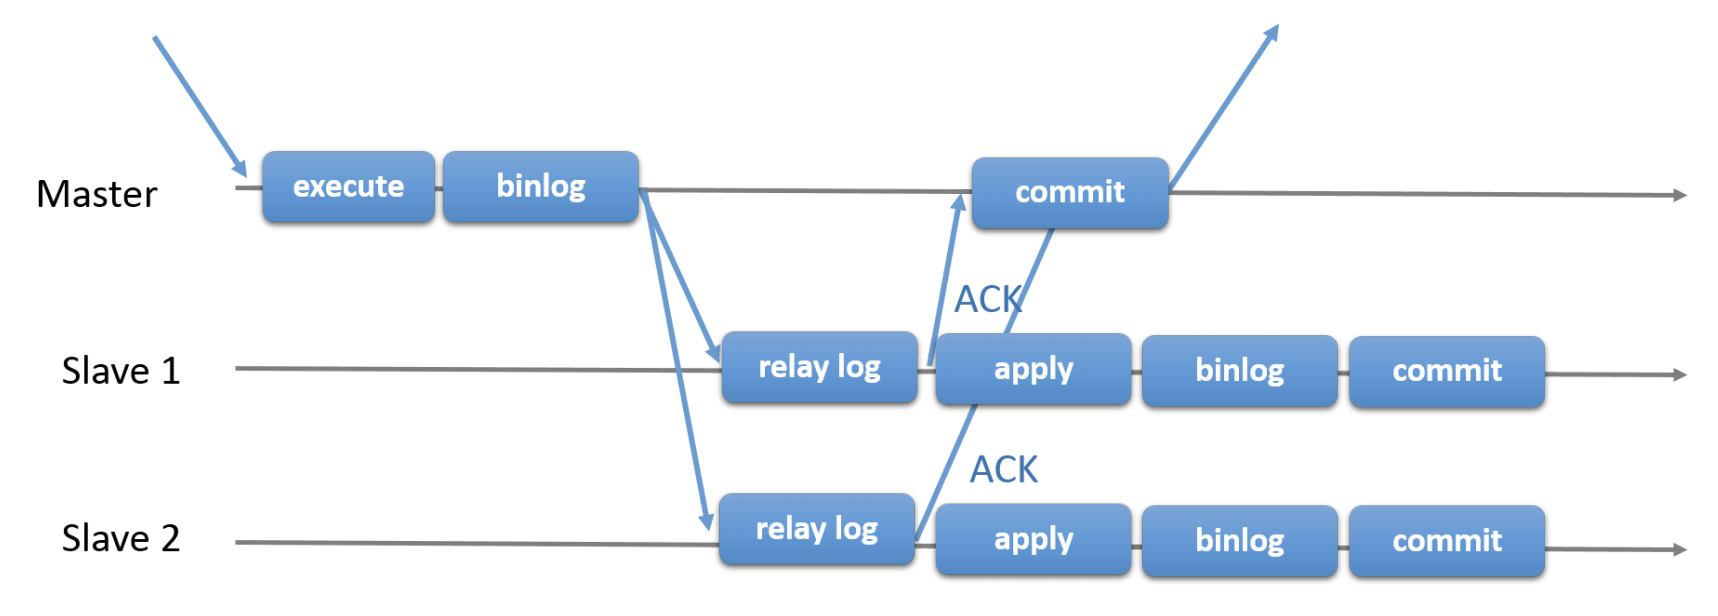 Master execute binlog commit
ACK
Slave 1 relay log apply binlog commit
ACK
Slave 2 relay log apply binlog commit